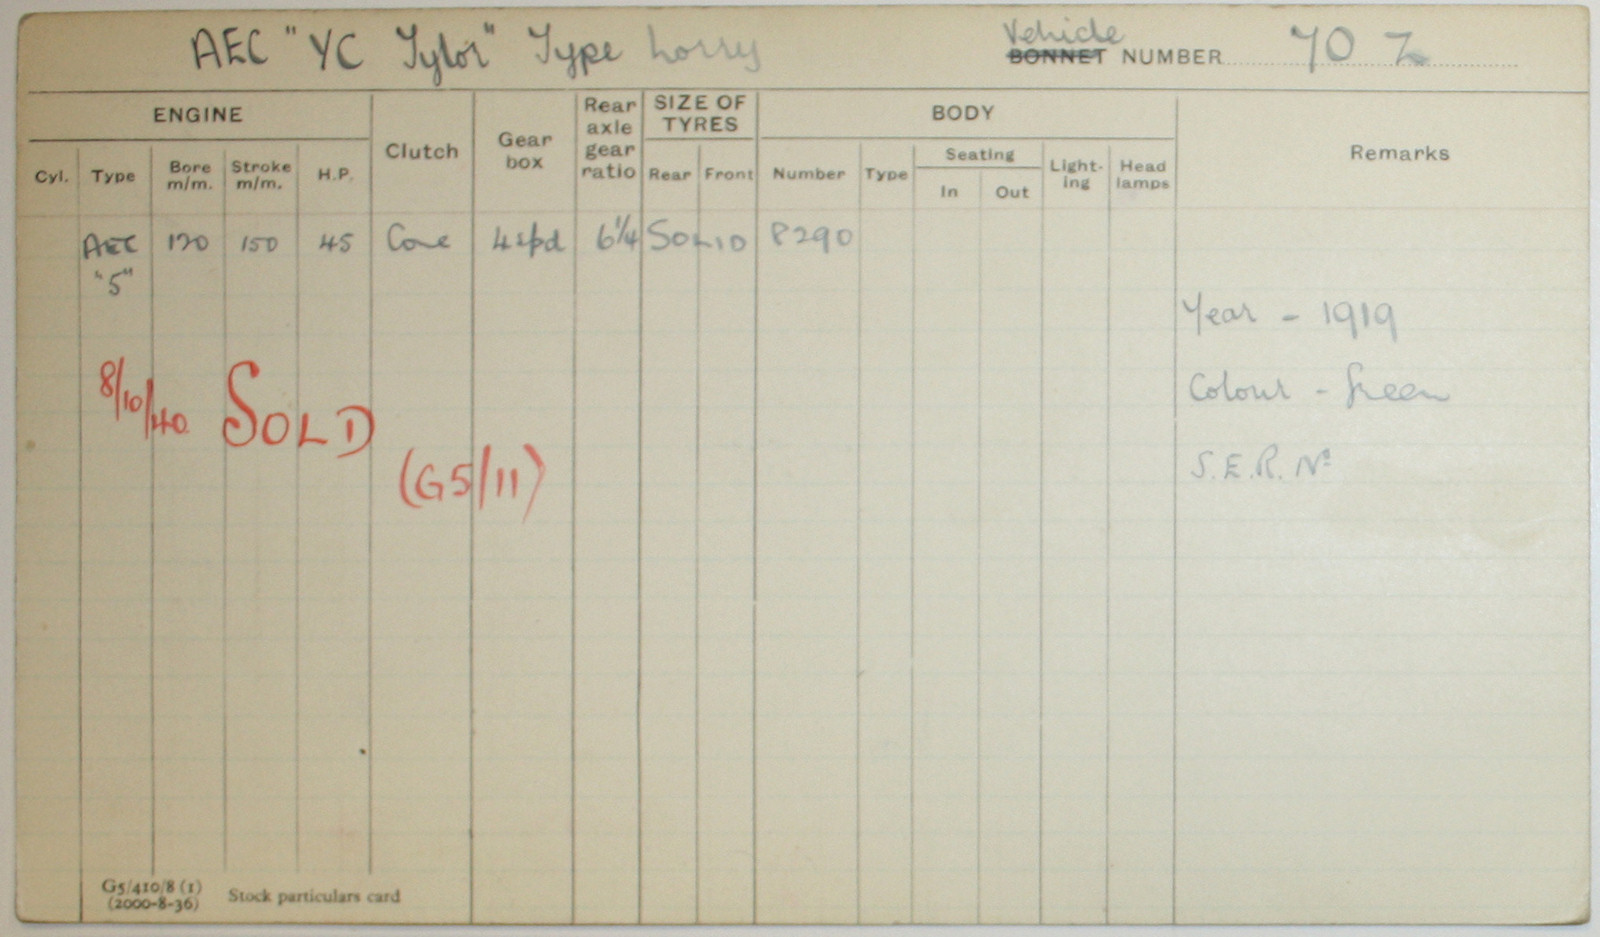 AEC "YC Tylor" Type Lorry
Vehicle
BONNET NUMBER 70 Z
ENGINE
Clutch
Gear box
Rear axle gear ratio
SIZE OF TYRES
BODY
Remarks
Cyl. Type Bore m/m. Stroke m/m. H.P. Rear Front Number Type Seating In Out Light-ing Head lamps
AEC 120 150 45 Cone 4 spd 6¼ SOLID 8290
"5"
Year - 1919
Colour - Green
S.E.R. Nº
8/10/40 SOLD
(G5/11)
G5/410/8 (1)
(2000-8-36) Stock particulars card